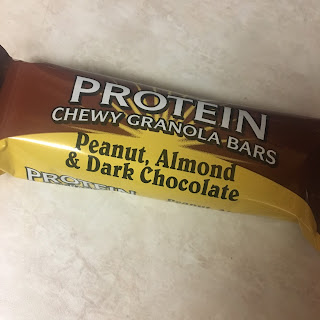 PROTEIN
CHEWY GRANOLA BARS
Peanut, Almond
& Dark Chocolate
PROTEIN